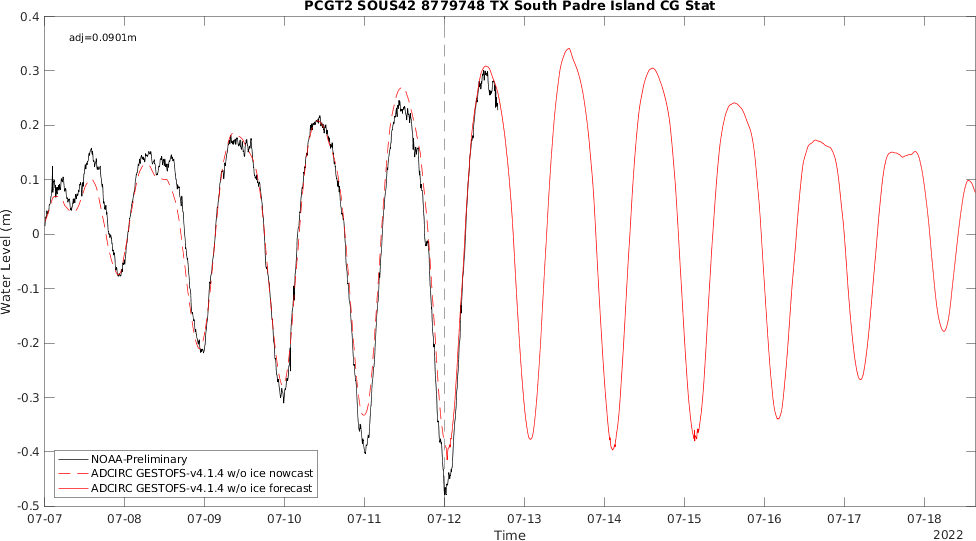 PCGT2 SOUS42 8779748 TX South Padre Island CG Stat
adj=0.0901m
0.4
0.3
0.2
0.1
0
-0.1
-0.2
-0.3
-0.4
-0.5
Water Level (m)
NOAA-Preliminary
ADCIRC GESTOFS-v4.1.4 w/o ice nowcast
ADCIRC GESTOFS-v4.1.4 w/o ice forecast
07-07 07-08 07-09 07-10 07-11 07-12 07-13 07-14 07-15 07-16 07-17 07-18
Time
2022